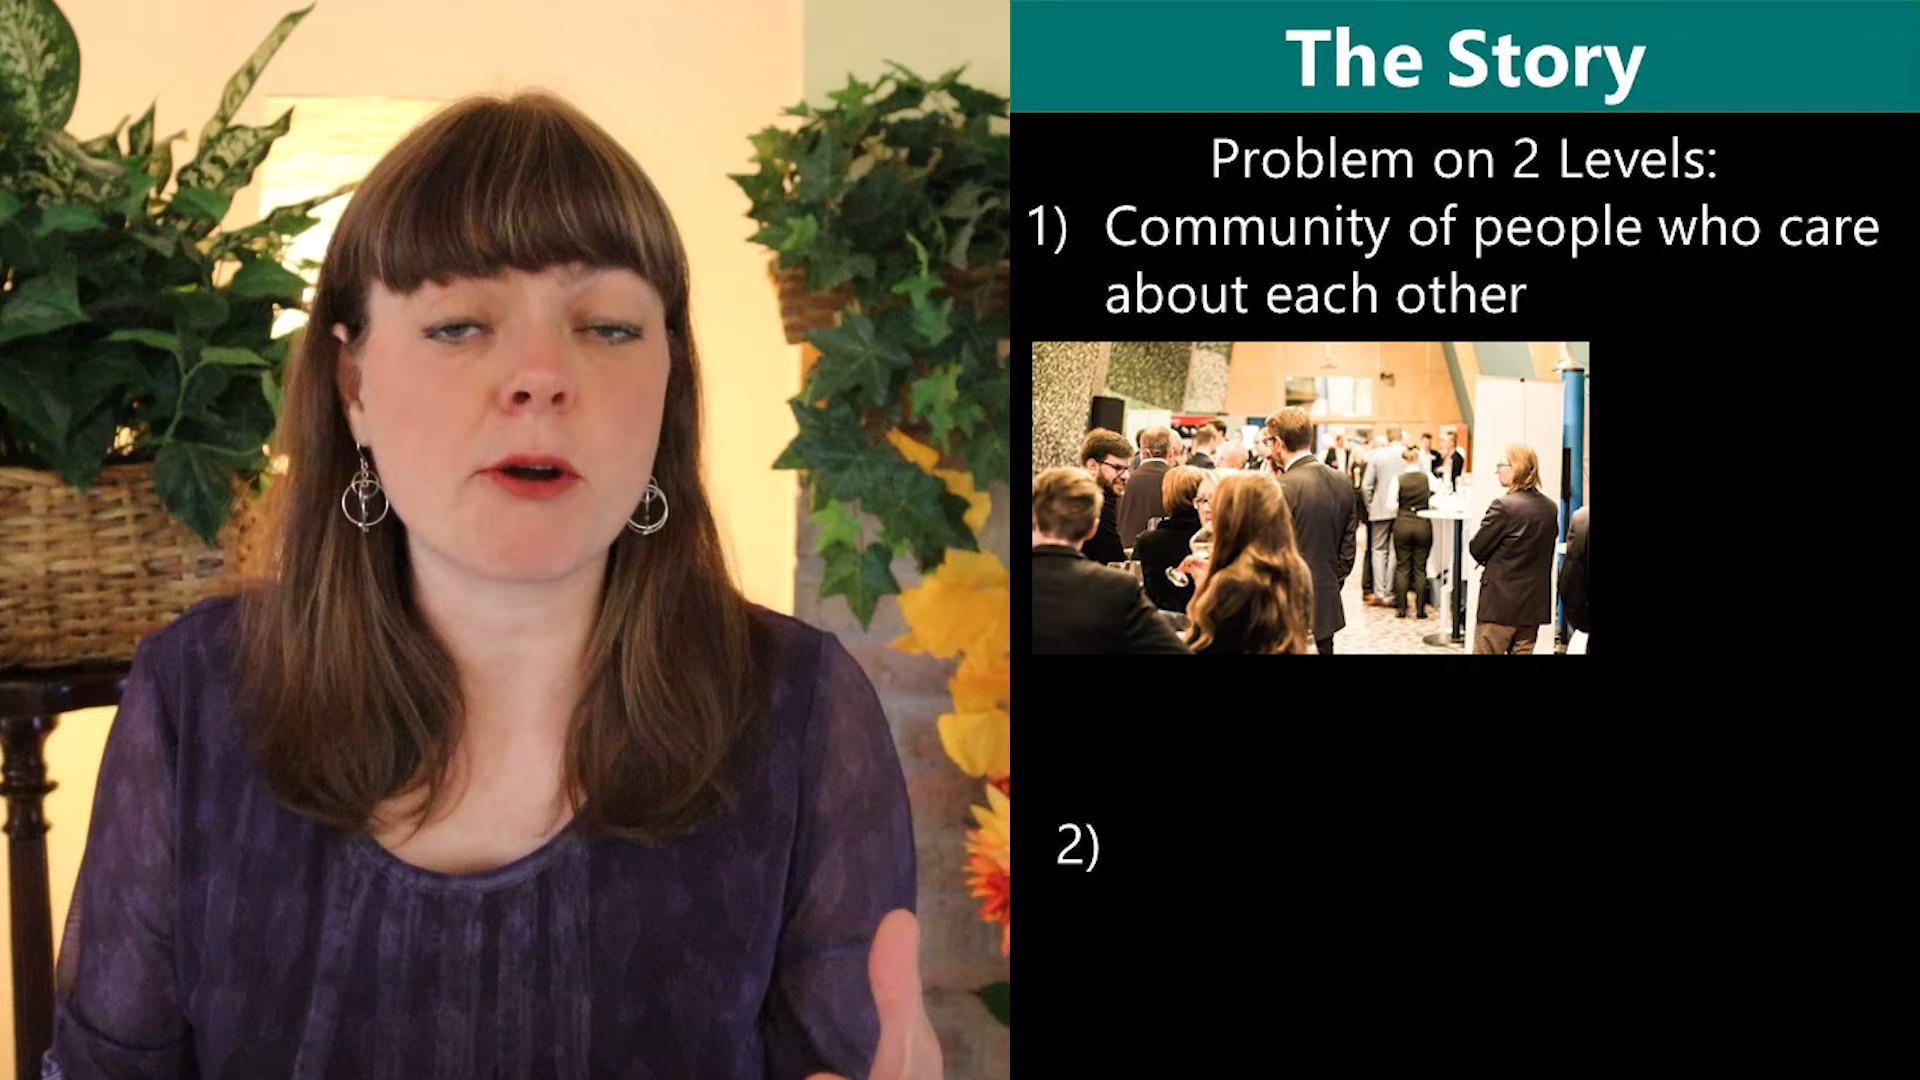 The Story
Problem on 2 Levels:
1) Community of people who care
about each other
2)